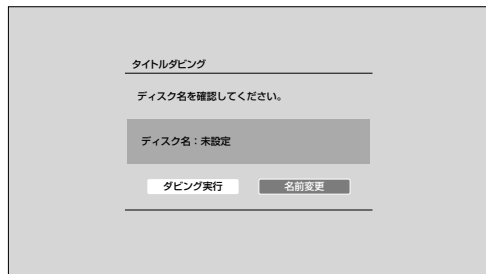 タイトルダビング
ディスク名を確認してください。
ディスク名：未設定
ダビング実行
名前変更